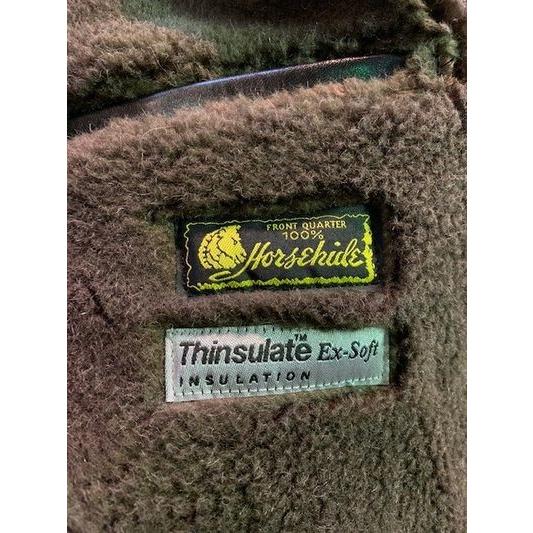 FRONT QUARTER
100%
Horsehide
Thinsulate™ Ex-Soft
INSULATION